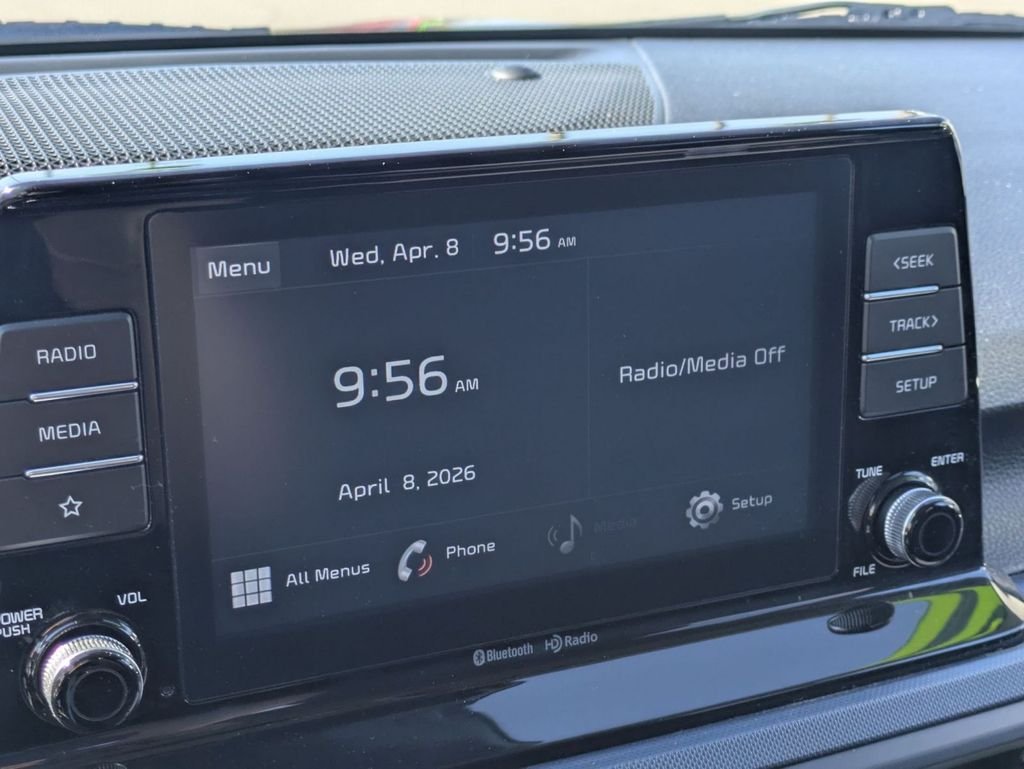 Menu
Wed, Apr. 8 9:56 AM
<SEEK
TRACK>
SETUP
RADIO
MEDIA
9:56 AM
Radio/Media Off
April 8, 2026
All Menus
Phone
Media
Setup
TUNE
ENTER
FILE
POWER
PUSH
VOL
Bluetooth
HD Radio